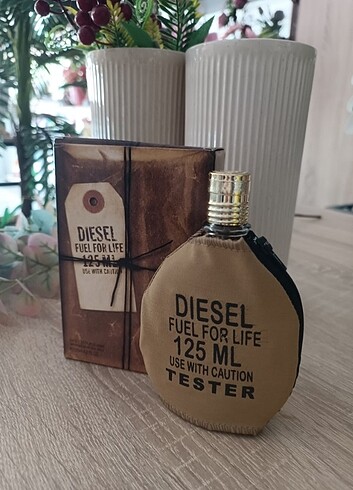 DIESEL
FUEL FOR LIFE
125 ML
USE WITH CAUTION
DIESEL
FUEL FOR LIFE
125 ML
USE WITH CAUTION
TESTER